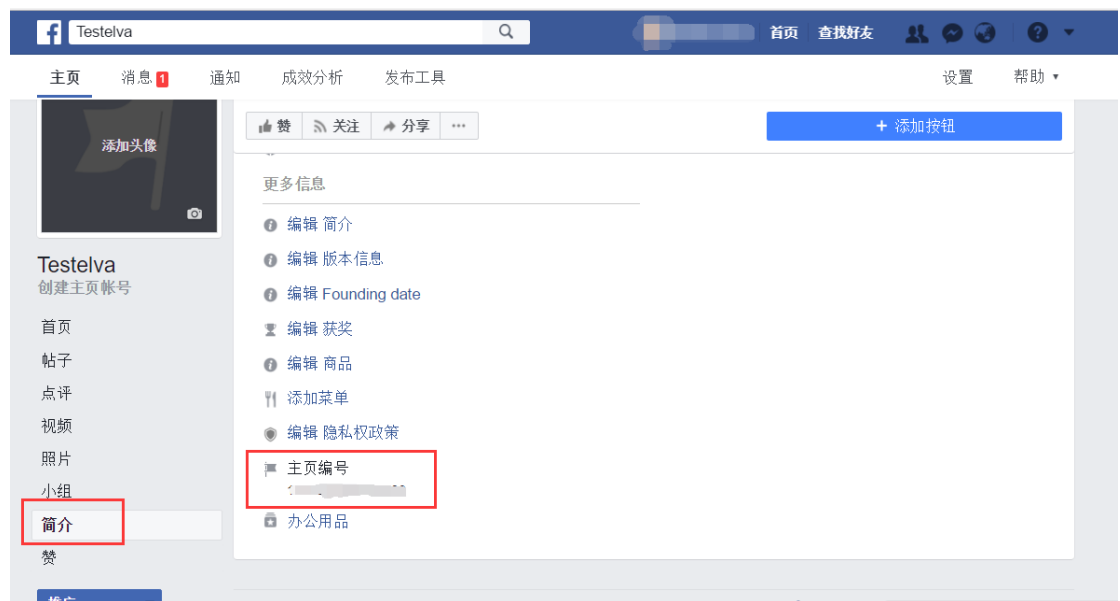 f Testelva 首页 查找好友
主页 消息 1 通知 成效分析 发布工具 设置 帮助
添加头像
赞 关注 分享 ... + 添加按钮
更多信息
编辑 简介
编辑 版本信息
编辑 Founding date
编辑 获奖
编辑 商品
添加菜单
编辑 隐私权政策
主页编号
办公用品
Testelva
创建主页帐号
首页
帖子
点评
视频
照片
小组
简介
赞
推广